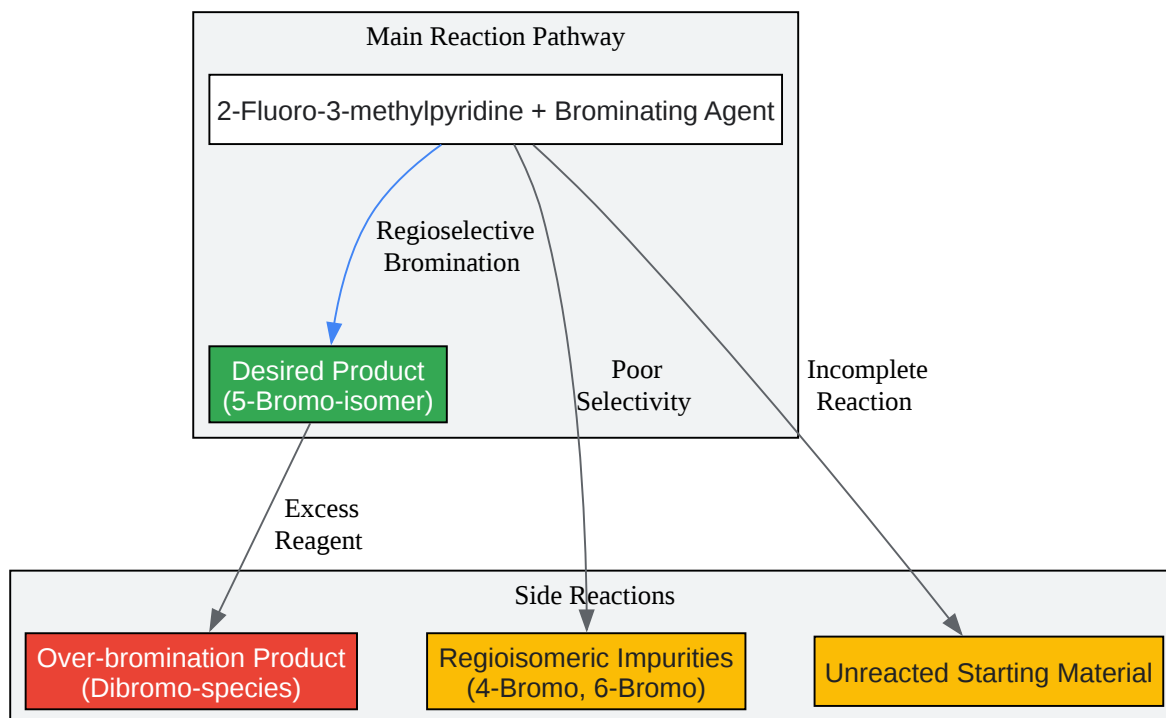 Main Reaction Pathway
2-Fluoro-3-methylpyridine + Brominating Agent
Regioselective
Bromination
Desired Product
(5-Bromo-isomer)
Poor
Selectivity
Incomplete
Reaction
Excess
Reagent
Side Reactions
Over-bromination Product
(Dibromo-species)
Regioisomeric Impurities
(4-Bromo, 6-Bromo)
Unreacted Starting Material